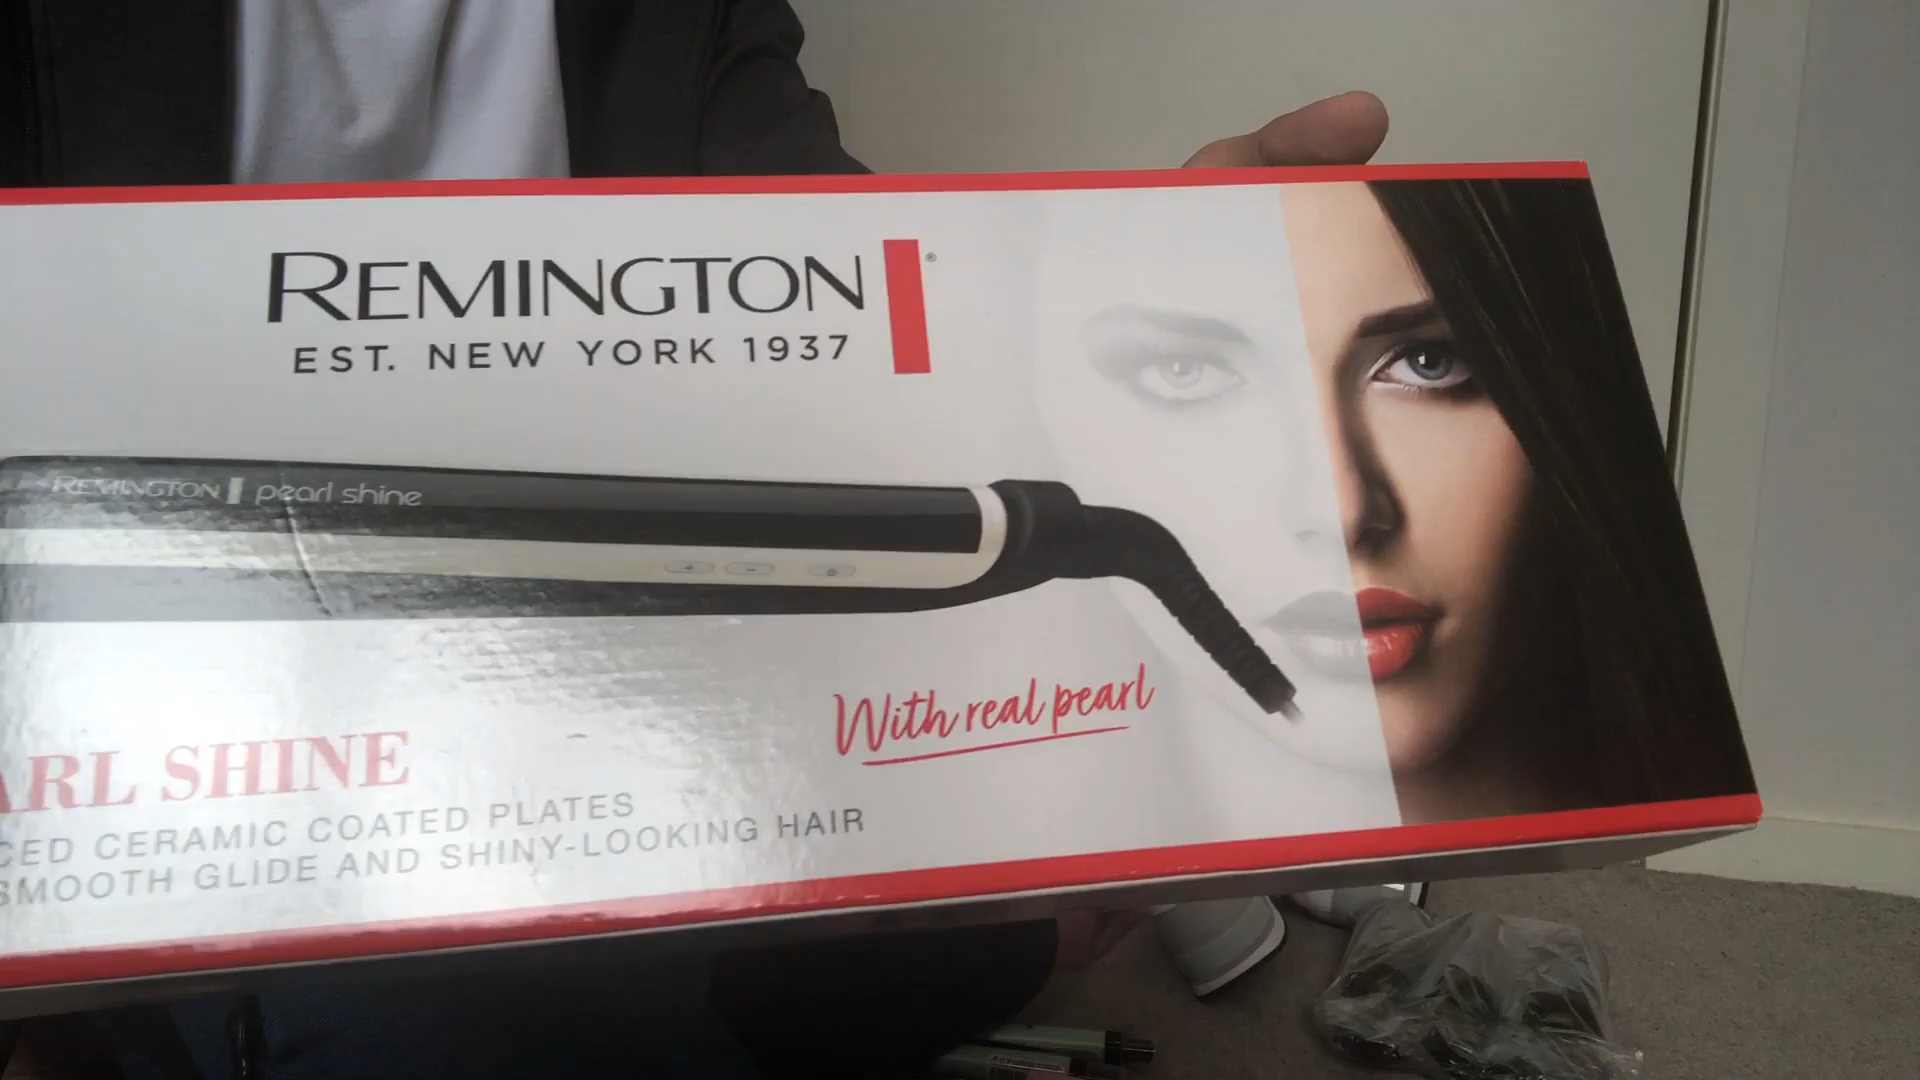 REMINGTON ®
EST. NEW YORK 1937
REMINGTON pearl shine
With real pearl
ARL SHINE
CED CERAMIC COATED PLATES
SMOOTH GLIDE AND SHINY-LOOKING HAIR